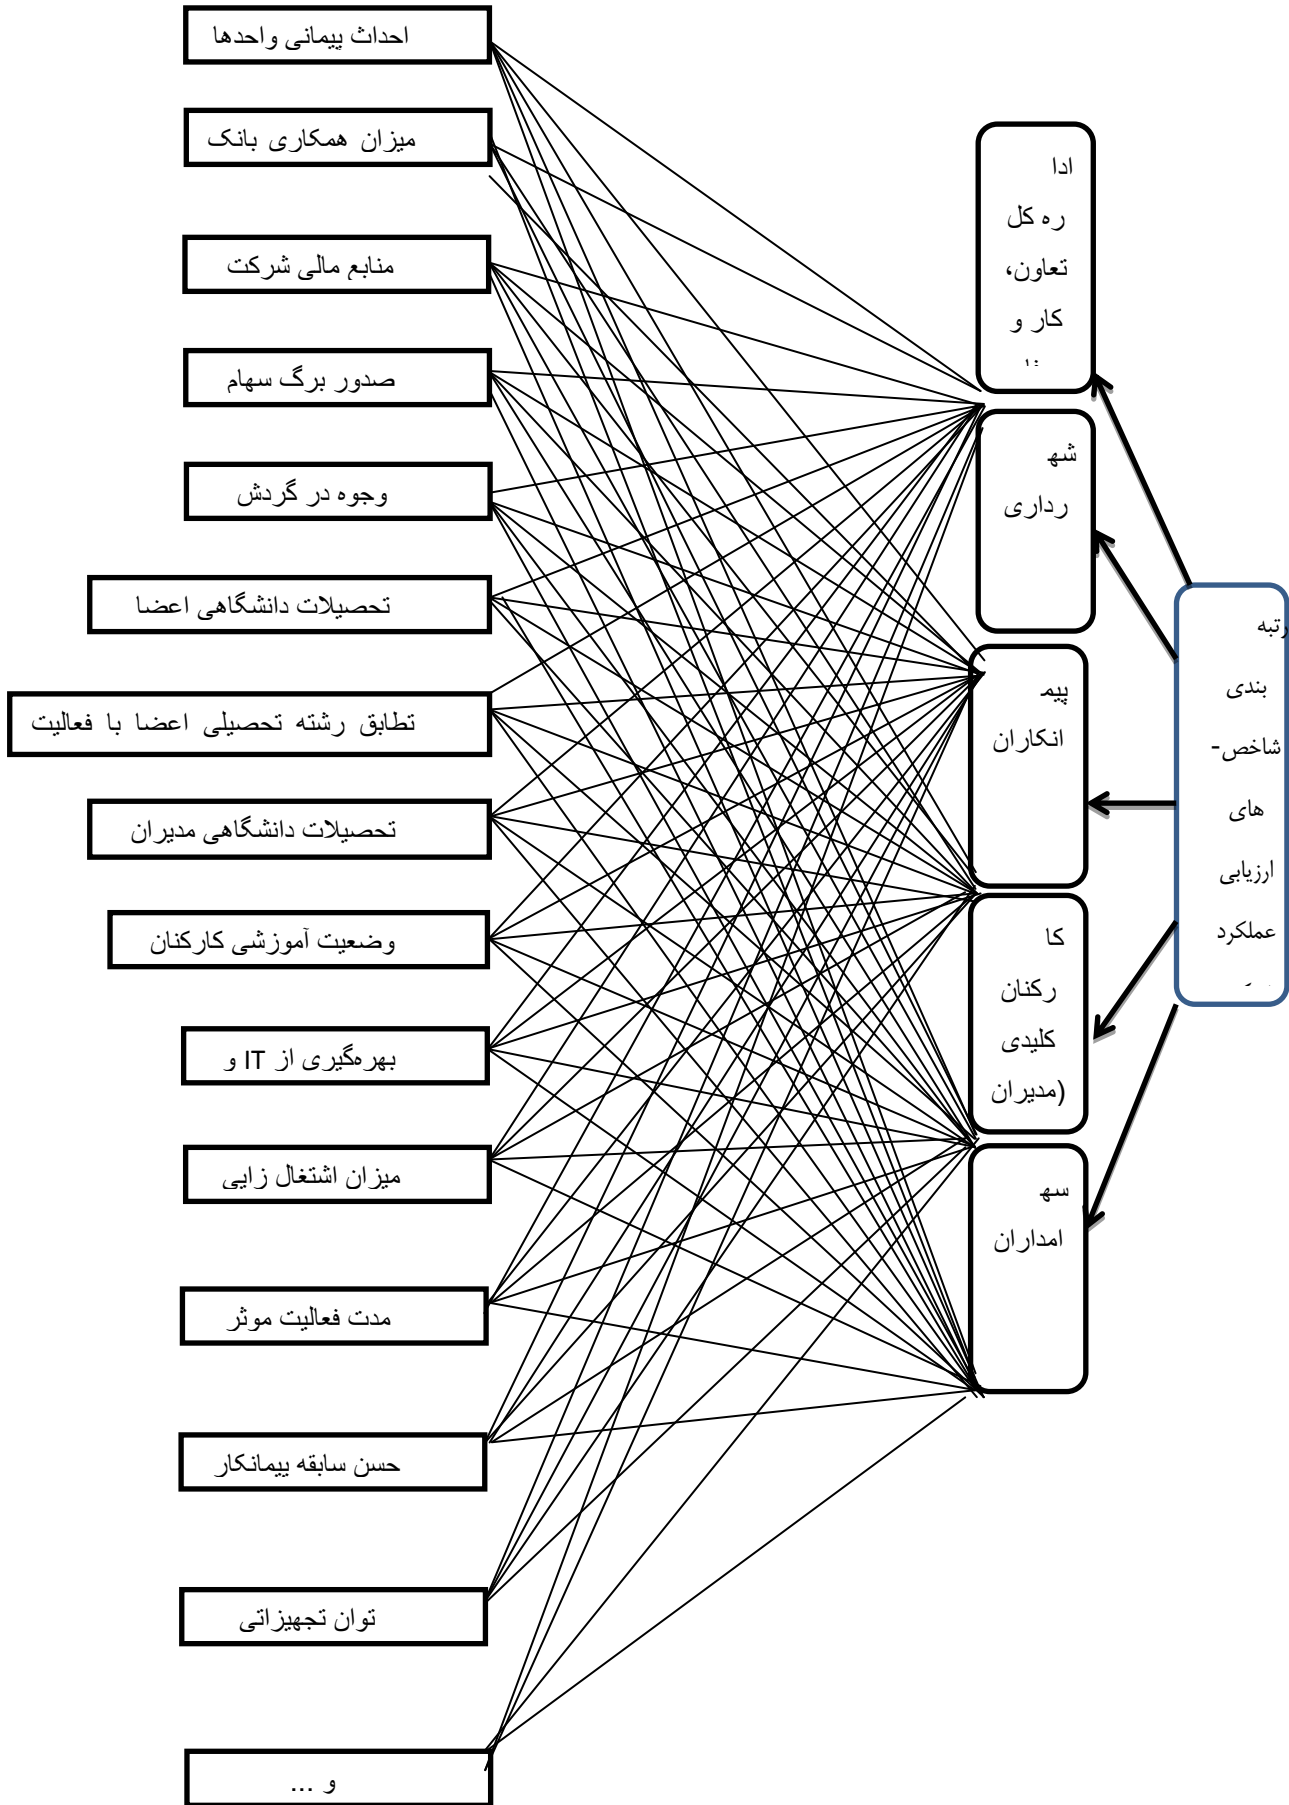 احداث پیمانی واحدها
میزان همکاری بانک
منابع مالی شرکت
صدور برگ سهام
وجوه در گردش
تحصیلات دانشگاهی اعضا
تطابق رشته تحصیلی اعضا با فعالیت
تحصیلات دانشگاهی مدیران
وضعیت آموزشی کارکنان
بهره‌گیری از IT و
میزان اشتغال زایی
مدت فعالیت موثر
حسن سابقه پیمانکار
توان تجهیزاتی
و ...
ادا
ره کل
تعاون،
کار و
شه
رداری
پیم
انکاران
کا
رکنان
کلیدی
(مدیران
سه
امداران
رتبه
بندی
شاخص-
های
ارزیابی
عملکرد